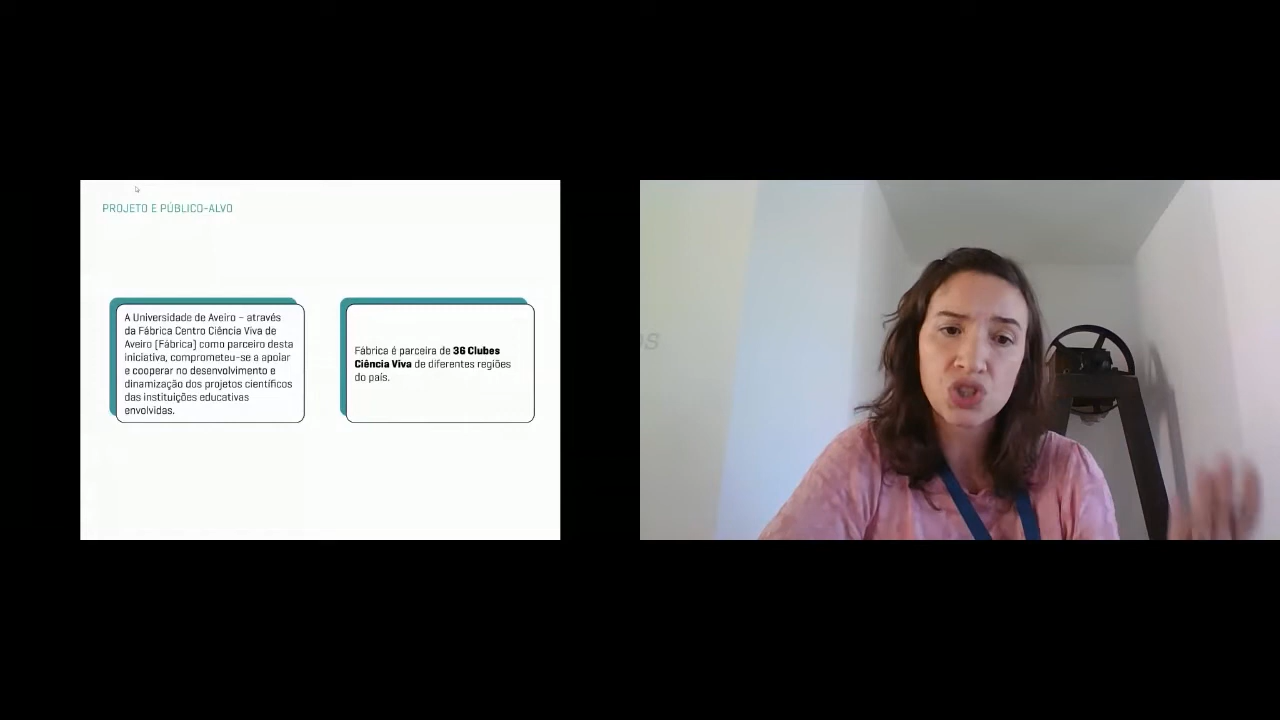 PROJETO E PÚBLICO-ALVO
A Universidade de Aveiro – através
da Fábrica Centro Ciência Viva de
Aveiro (Fábrica) como parceiro desta
iniciativa, comprometeu-se a apoiar
e cooperar no desenvolvimento e
dinamização dos projetos científicos
das instituições educativas
envolvidas.
Fábrica é parceira de 36 Clubes
Ciência Viva de diferentes regiões
do país.